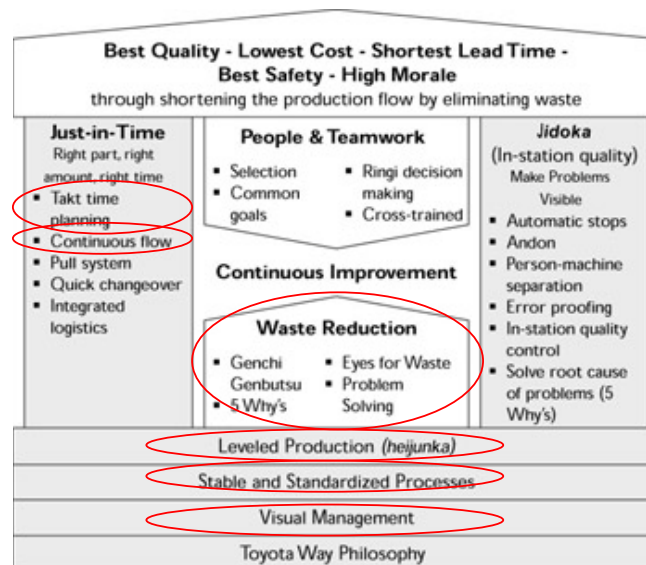 Best Quality - Lowest Cost - Shortest Lead Time -
Best Safety - High Morale
through shortening the production flow by eliminating waste
Just-in-Time
Right part, right
amount, right time
▪ Takt time
planning
▪ Continuous flow
▪ Pull system
▪ Quick changeover
▪ Integrated
logistics
People & Teamwork
▪ Selection
▪ Common
goals
▪ Ringi decision
making
▪ Cross-trained
Continuous Improvement
Waste Reduction
▪ Genchi
Genbutsu
▪ 5 Why's
▪ Eyes for Waste
▪ Problem
Solving
Jidoka
(In-station quality)
Make Problems
Visible
▪ Automatic stops
▪ Andon
▪ Person-machine
separation
▪ Error proofing
▪ In-station quality
control
▪ Solve root cause
of problems (5
Why's)
Leveled Production (heijunka)
Stable and Standardized Processes
Visual Management
Toyota Way Philosophy